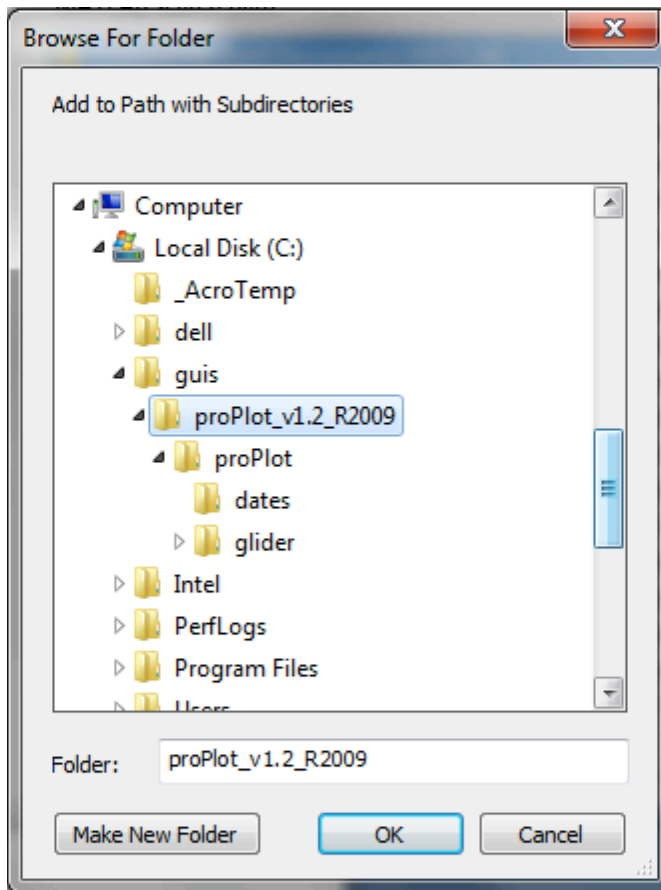 Browse For Folder
Add to Path with Subdirectories
Computer
Local Disk (C:)
_AcroTemp
dell
guis
proPlot_v1.2_R2009
proPlot
dates
glider
Intel
PerfLogs
Program Files
Users
Folder: proPlot_v1.2_R2009
Make New Folder OK Cancel